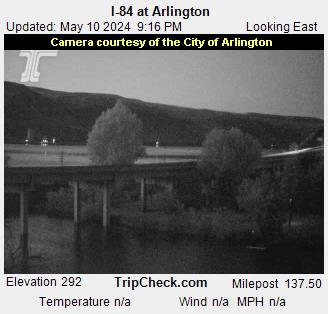 I-84 at Arlington
Updated: May 10 2024 9:16 PM Looking East
Camera courtesy of the City of Arlington
Elevation 292 TripCheck.com Milepost 137.50
Temperature n/a Wind n/a MPH n/a